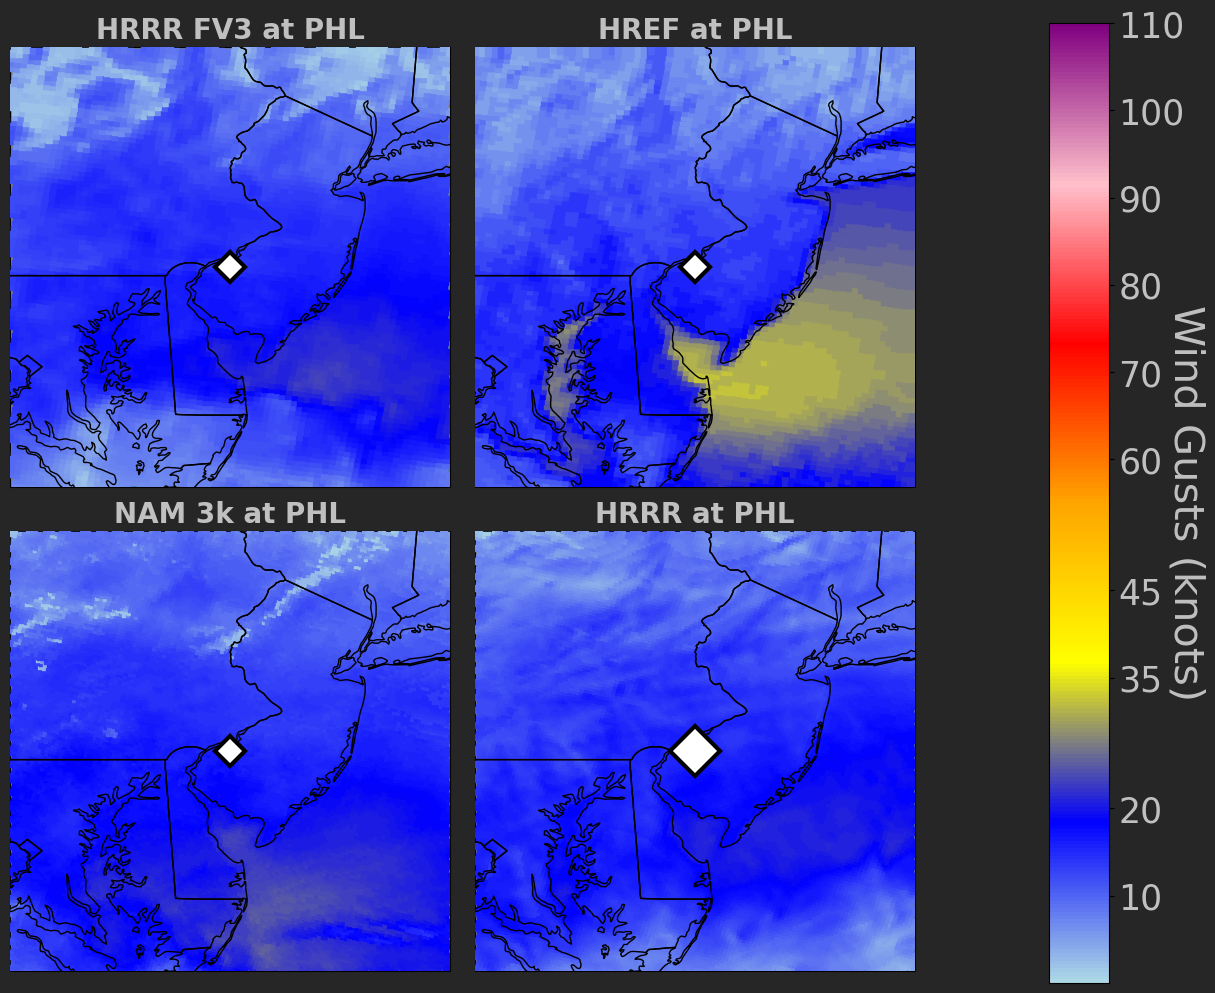 HRRR FV3 at PHL
HREF at PHL
NAM 3k at PHL
HRRR at PHL
110
100
90
80
70
60
45
35
20
10
Wind Gusts (knots)